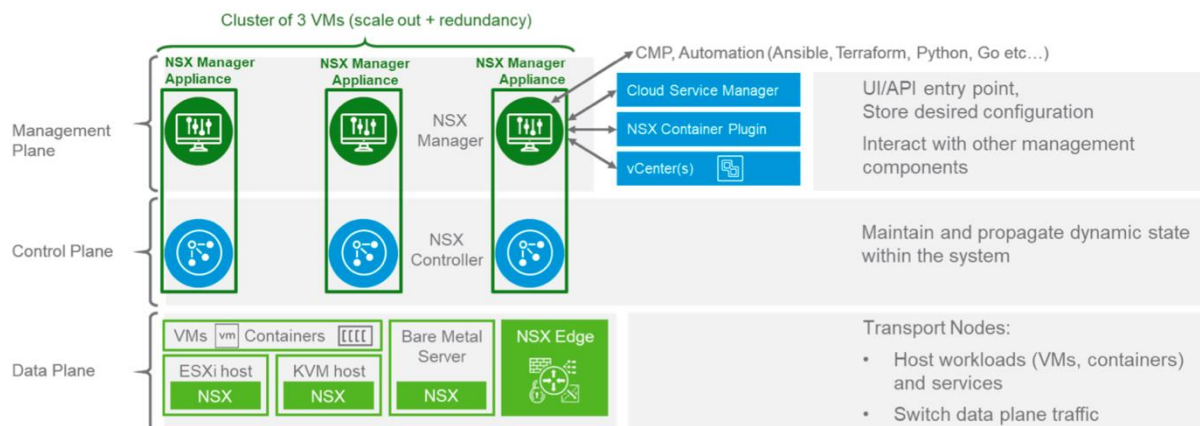 Cluster of 3 VMs (scale out + redundancy)
NSX Manager
Appliance
NSX Manager
Appliance
NSX Manager
Appliance
CMP, Automation (Ansible, Terraform, Python, Go etc...)
Management
Plane
NSX
Manager
Cloud Service Manager
NSX Container Plugin
vCenter(s)
UI/API entry point,
Store desired configuration
Interact with other management
components
Control Plane
NSX
Controller
Maintain and propagate dynamic state
within the system
Data Plane
VMs vm Containers
ESXi host
NSX
KVM host
NSX
Bare Metal
Server
NSX
NSX Edge
Transport Nodes:
• Host workloads (VMs, containers)
and services
• Switch data plane traffic